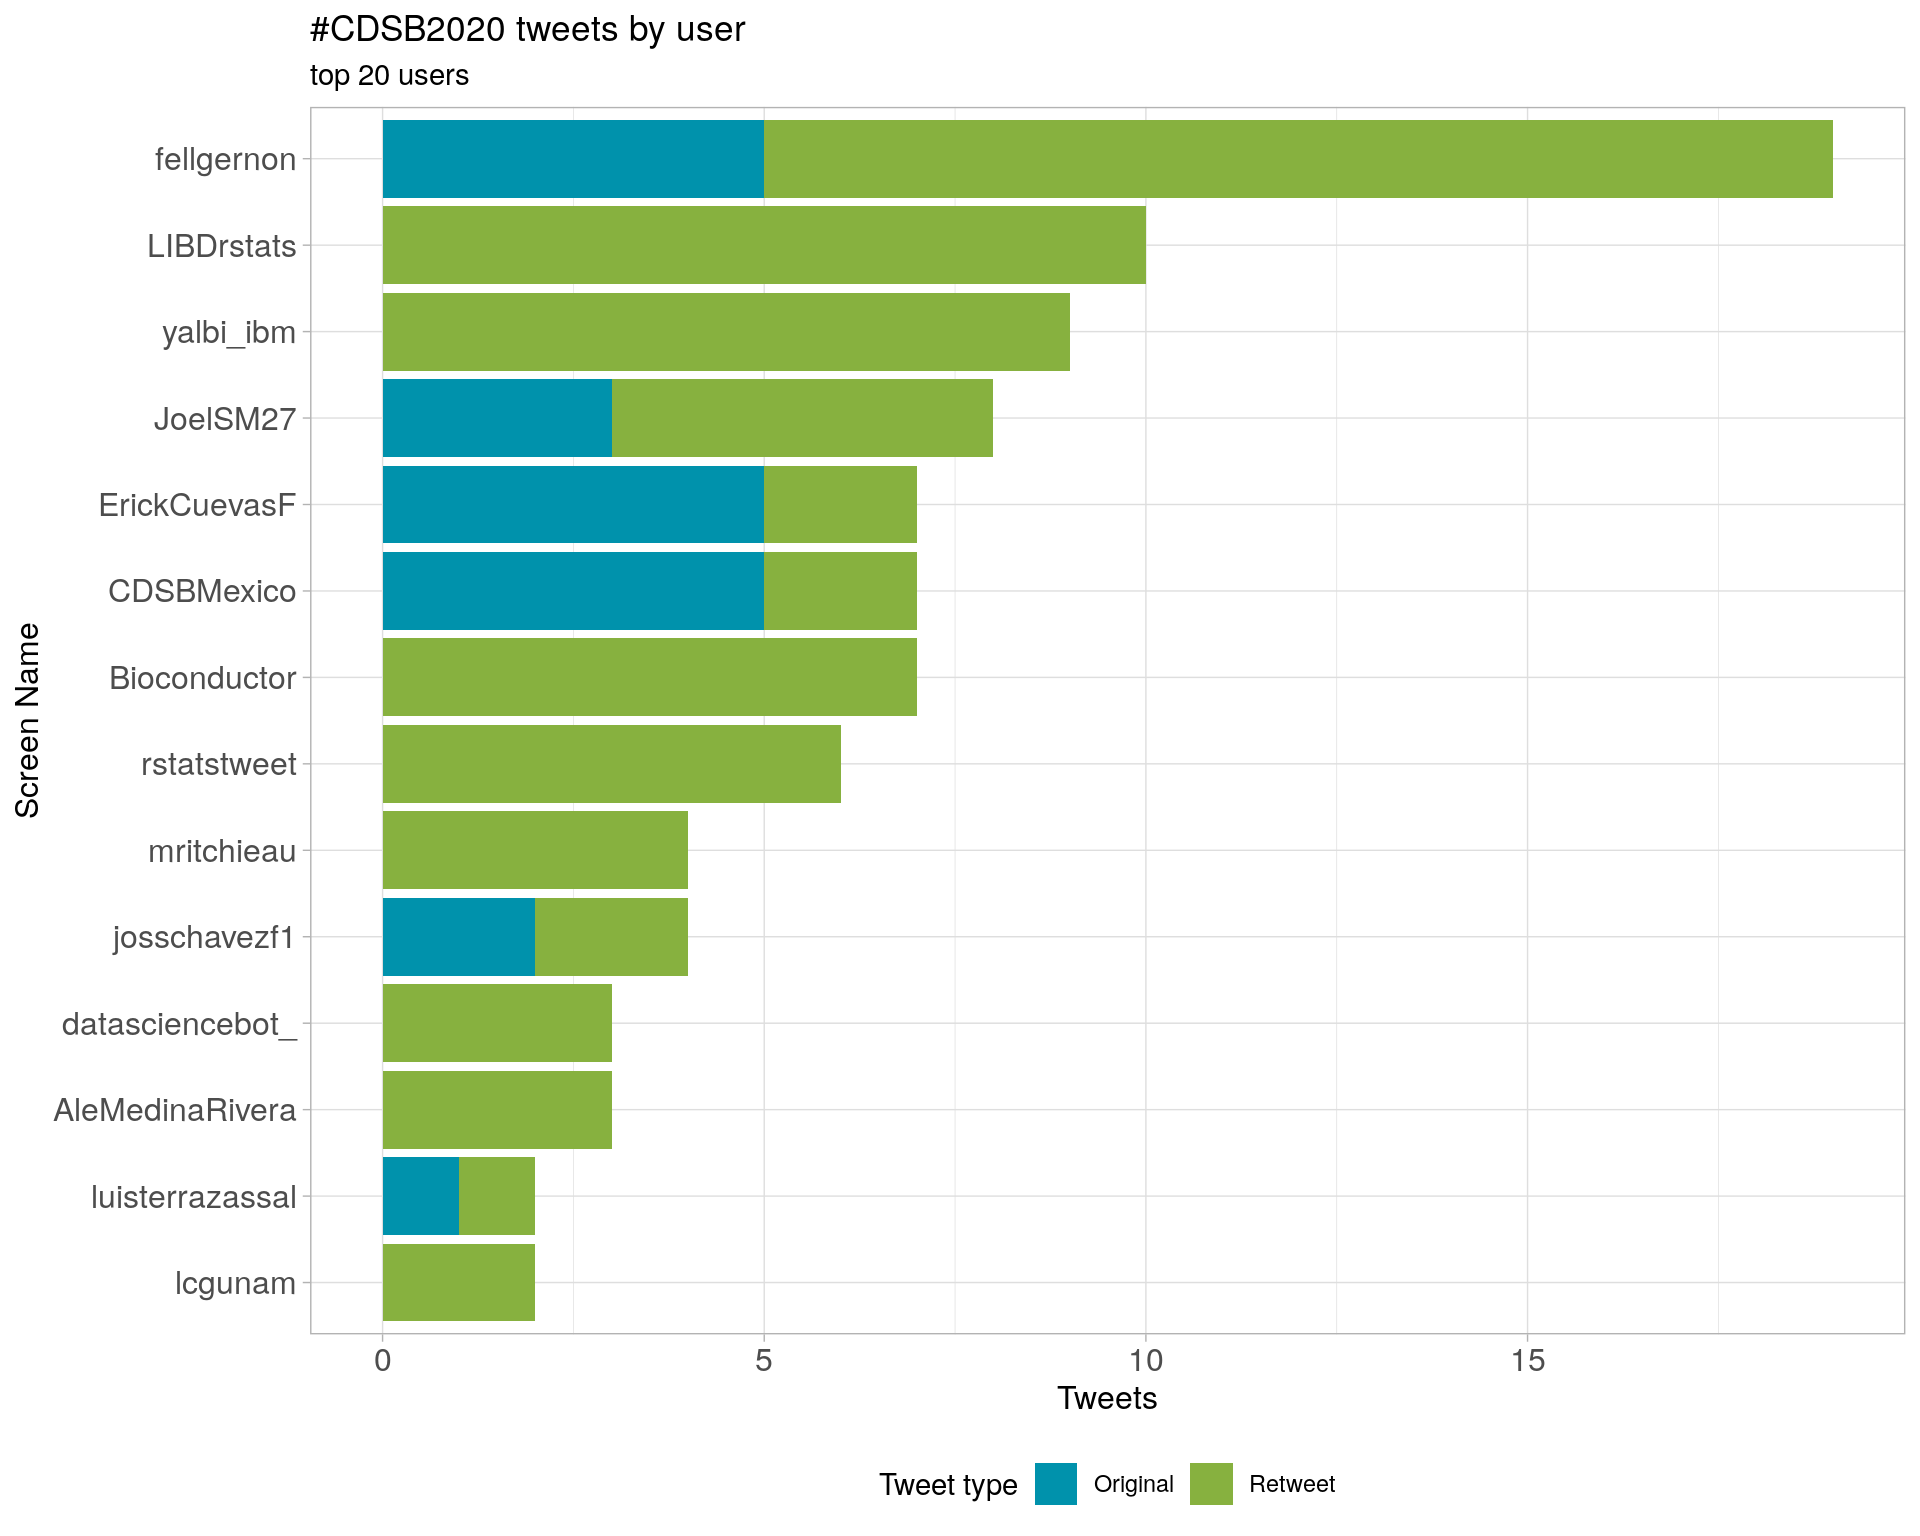 #CDSB2020 tweets by user
top 20 users
Screen Name
fellgernon
LIBDrstats
yalbi_ibm
JoelSM27
ErickCuevasF
CDSBMexico
Bioconductor
rstatstweet
mritchieau
josschavezf1
datasciencebot_
AleMedinaRivera
luisterrazassal
lcgunam
0 5 10 15
Tweets
Tweet type Original Retweet